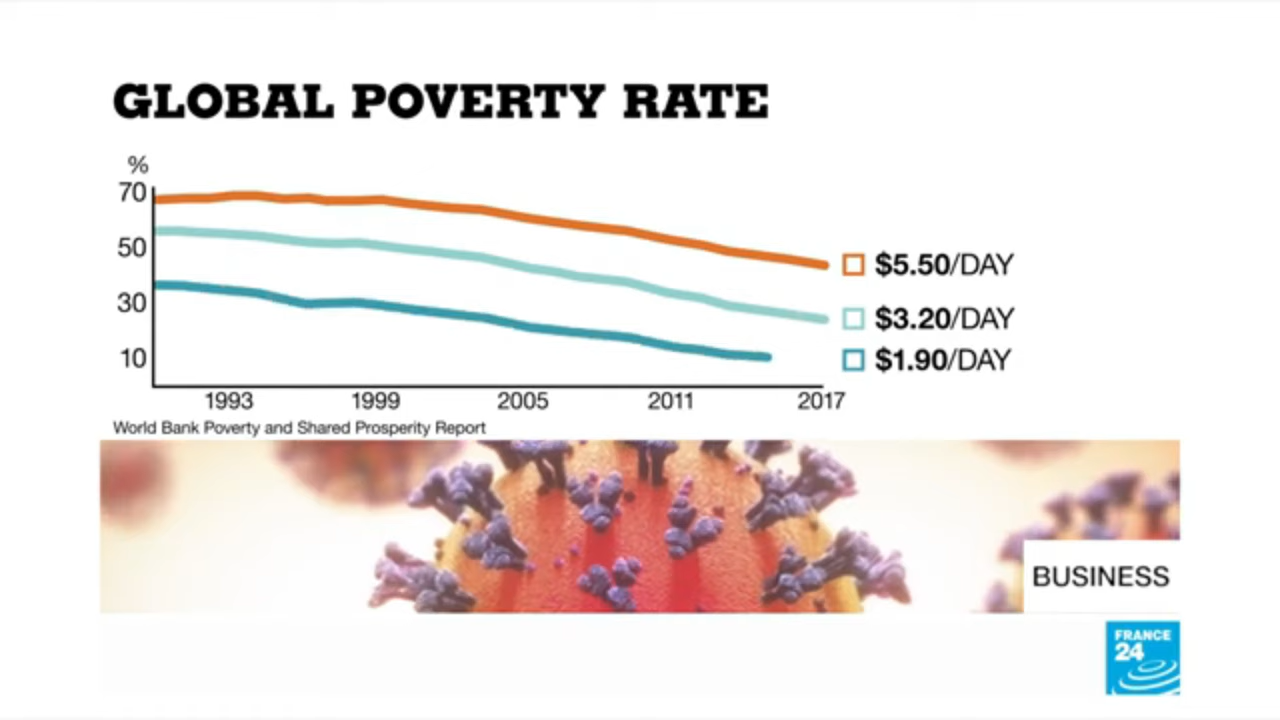 GLOBAL POVERTY RATE
%
70
50
30
10
$5.50/DAY
$3.20/DAY
$1.90/DAY
1993 1999 2005 2011 2017
World Bank Poverty and Shared Prosperity Report
BUSINESS
FRANCE
24